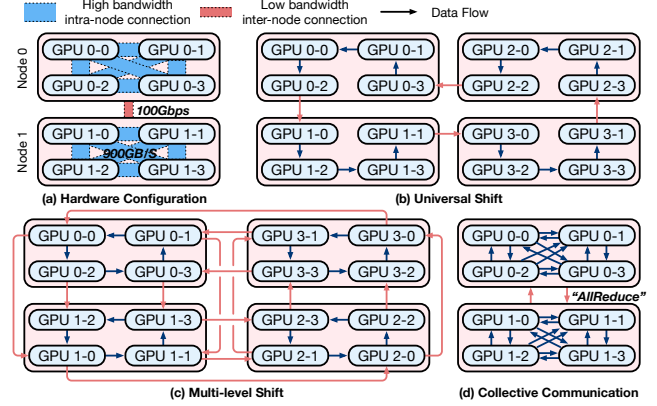 High bandwidth intra-node connection
Low bandwidth inter-node connection
Data Flow
Node 0
GPU 0-0 GPU 0-1
GPU 0-2 GPU 0-3
100Gbps
Node 1
GPU 1-0 GPU 1-1
900GB/S
GPU 1-2 GPU 1-3
(a) Hardware Configuration
GPU 0-0 GPU 0-1 GPU 2-0 GPU 2-1
GPU 0-2 GPU 0-3 GPU 2-2 GPU 2-3
GPU 1-0 GPU 1-1 GPU 3-0 GPU 3-1
GPU 1-2 GPU 1-3 GPU 3-2 GPU 3-3
(b) Universal Shift
GPU 0-0 GPU 0-1 GPU 3-1 GPU 3-0
GPU 0-2 GPU 0-3 GPU 3-3 GPU 3-2
GPU 1-2 GPU 1-3 GPU 2-3 GPU 2-2
GPU 1-0 GPU 1-1 GPU 2-1 GPU 2-0
(c) Multi-level Shift
GPU 0-0 GPU 0-1
GPU 0-2 GPU 0-3
“AllReduce”
GPU 1-0 GPU 1-1
GPU 1-2 GPU 1-3
(d) Collective Communication